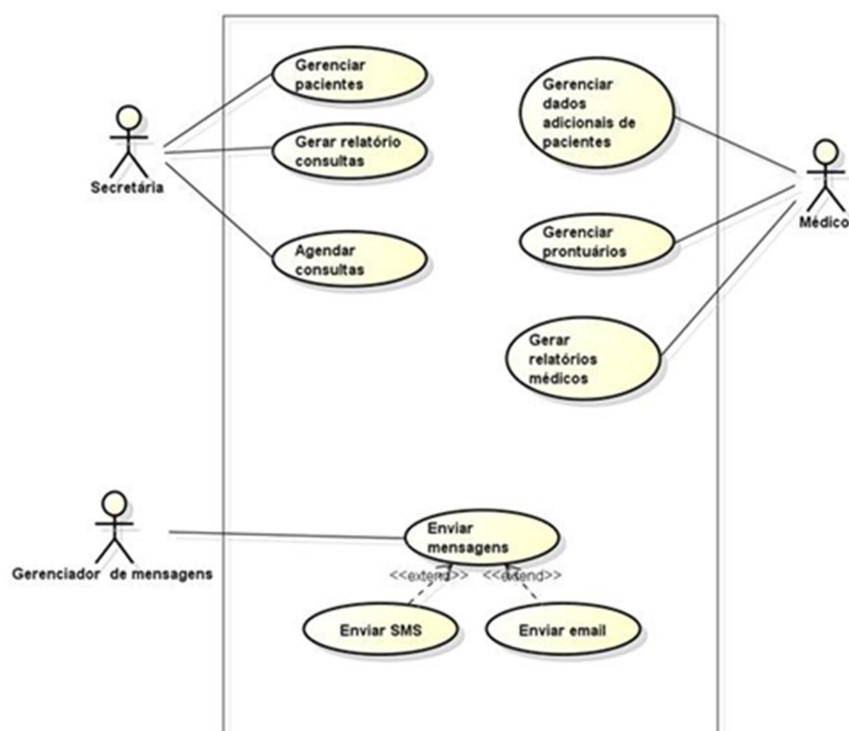 Gerenciar
pacientes
Gerar relatório
consultas
Agendar
consultas
Secretária
Gerenciar
dados
adicionais de
pacientes
Gerenciar
prontuários
Gerar
relatórios
médicos
Médico
Gerenciador de mensagens
Enviar
mensagens
<<extend>>
<<extend>>
Enviar SMS
Enviar email